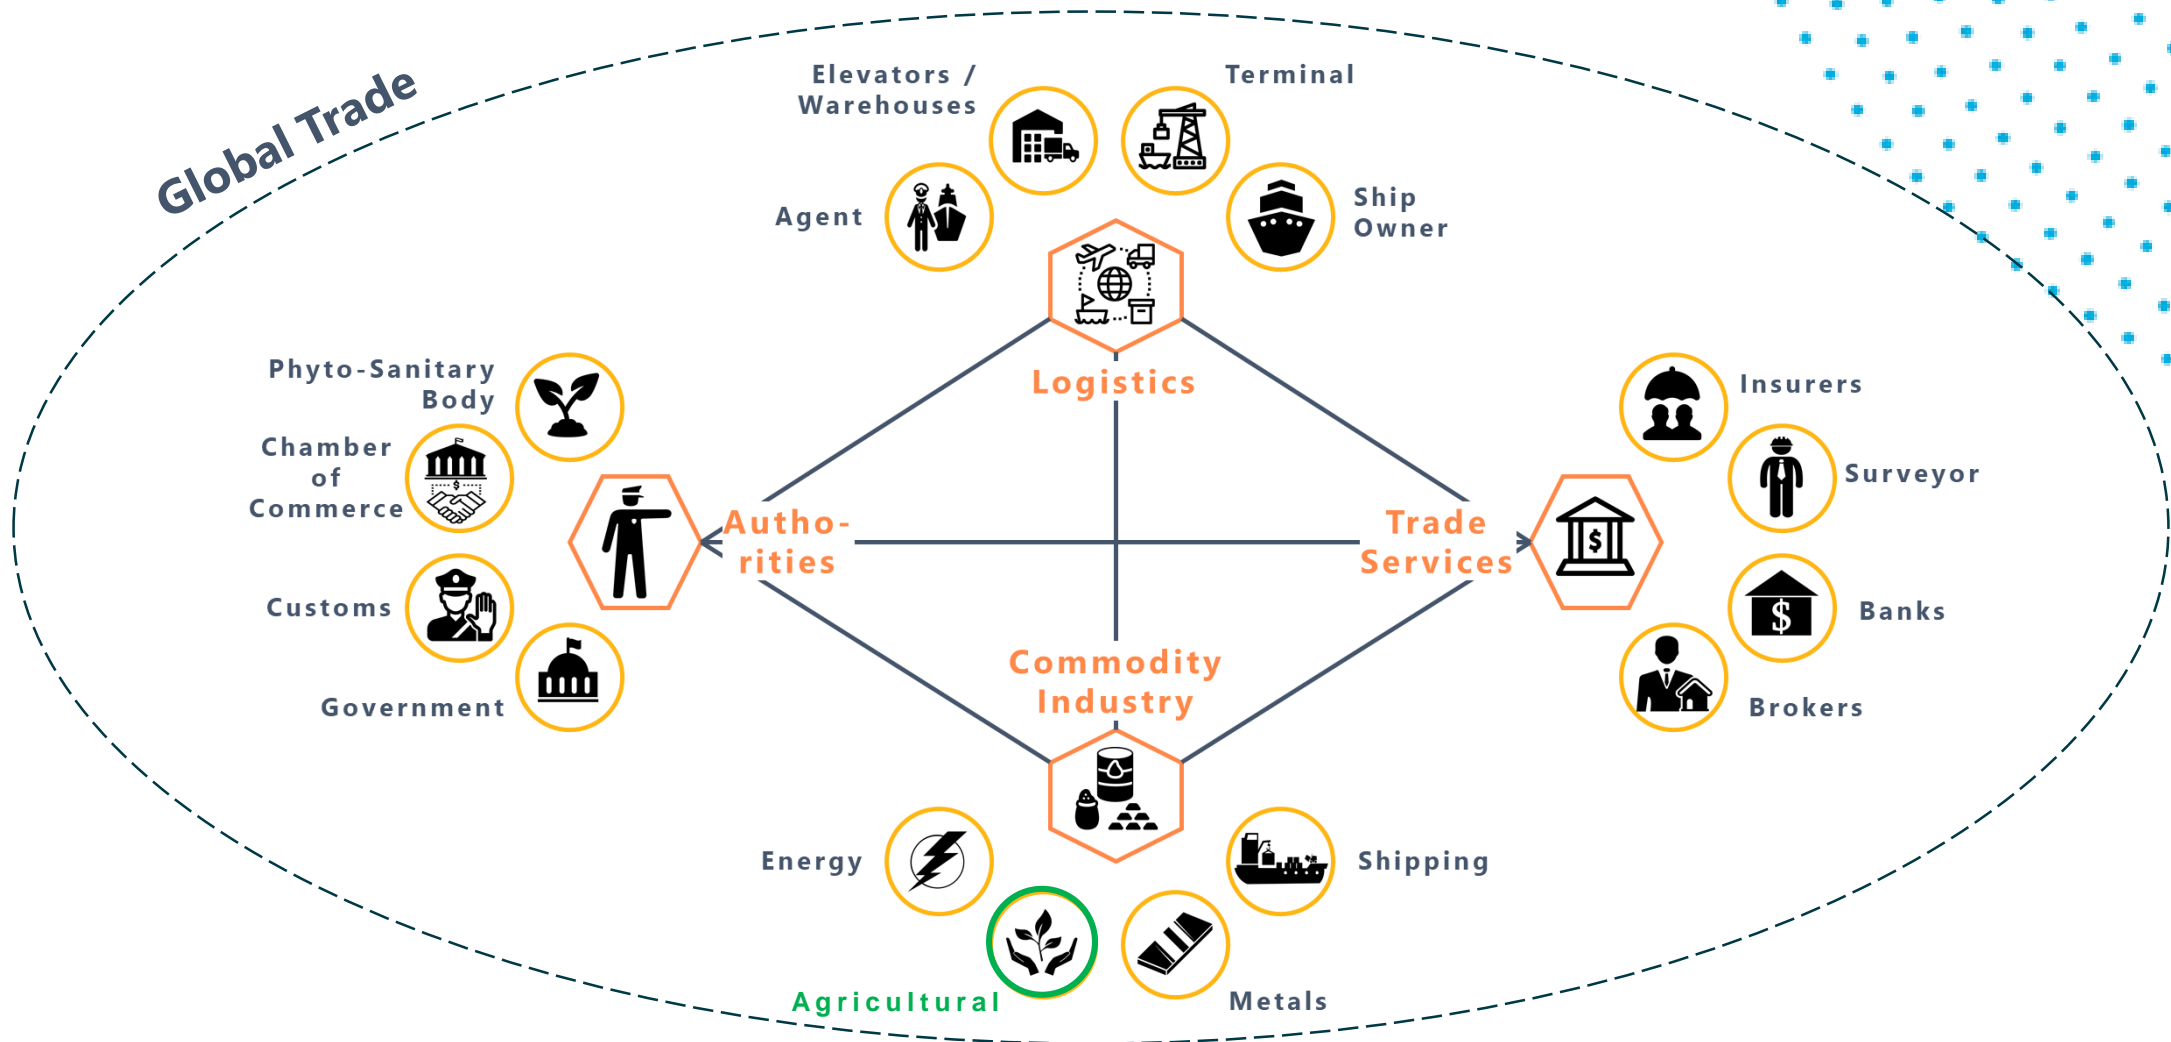 Global Trade
Elevators /
Warehouses
Terminal
Agent
Ship
Owner
Logistics
Phyto-Sanitary
Body
Chamber
of
Commerce
Customs
Government
Autho-
rities
Trade
Services
Insurers
Surveyor
Banks
Brokers
Commodity
Industry
Energy
Agricultural
Metals
Shipping